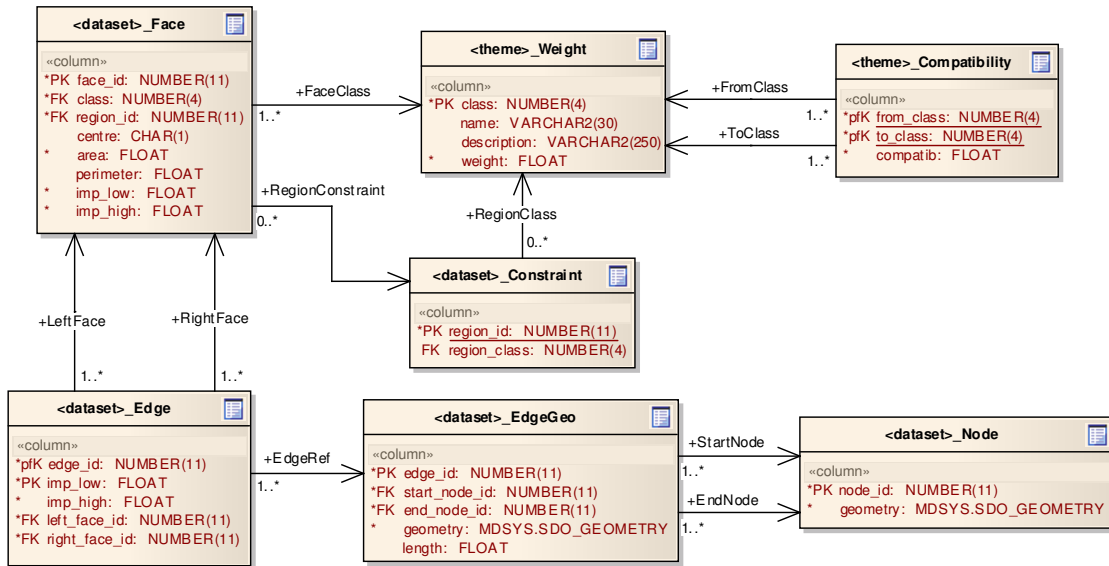 <dataset>_Face
«column»
*PK face_id: NUMBER(11)
*FK class: NUMBER(4)
*FK region_id: NUMBER(11)
centre: CHAR(1)
* area: FLOAT
perimeter: FLOAT
* imp_low: FLOAT
* imp_high: FLOAT
+FaceClass
1..*
<theme>_Weight
«column»
*PK class: NUMBER(4)
name: VARCHAR2(30)
description: VARCHAR2(250)
* weight: FLOAT
+FromClass
1..*
+ToClass
1..*
<theme>_Compatibility
«column»
*pfK from_class: NUMBER(4)
*pfK to_class: NUMBER(4)
* compatib: FLOAT
+RegionConstraint
0..*
+RegionClass
0..*
<dataset>_Constraint
«column»
*PK region_id: NUMBER(11)
FK region_class: NUMBER(4)
+LeftFace
1..*
+RightFace
1..*
<dataset>_Edge
«column»
*pfK edge_id: NUMBER(11)
*PK imp_low: FLOAT
* imp_high: FLOAT
*FK left_face_id: NUMBER(11)
*FK right_face_id: NUMBER(11)
+EdgeRef
1..*
<dataset>_EdgeGeo
«column»
*PK edge_id: NUMBER(11)
*FK start_node_id: NUMBER(11)
*FK end_node_id: NUMBER(11)
* geometry: MDSYS.SDO_GEOMETRY
length: FLOAT
+StartNode
1..*
+EndNode
1..*
<dataset>_Node
«column»
*PK node_id: NUMBER(11)
* geometry: MDSYS.SDO_GEOMETRY